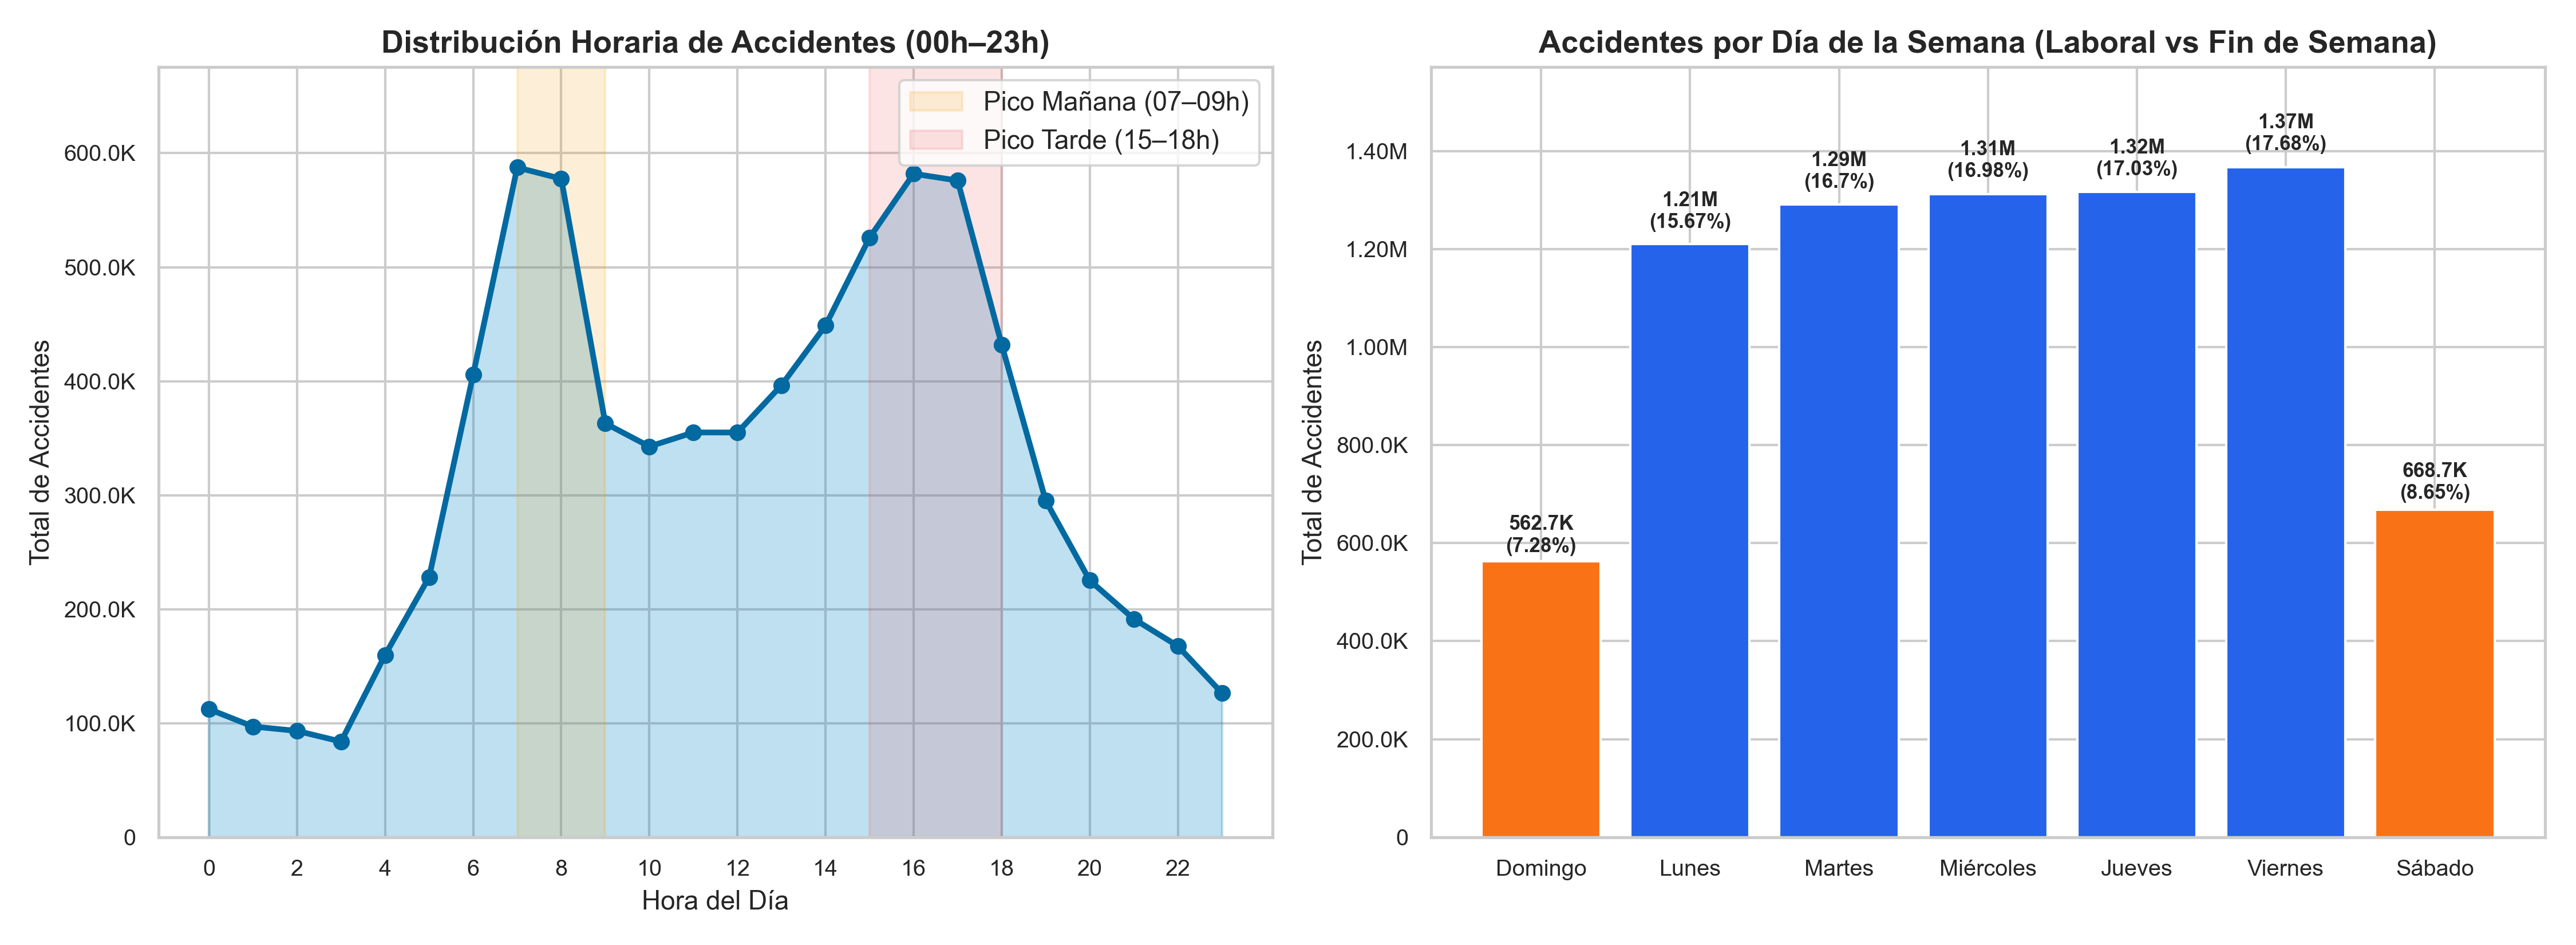 Distribución Horaria de Accidentes (00h–23h)
Pico Mañana (07–09h)
Pico Tarde (15–18h)
Total de Accidentes
600.0K
500.0K
400.0K
300.0K
200.0K
100.0K
0
0 2 4 6 8 10 12 14 16 18 20 22
Hora del Día
Accidentes por Día de la Semana (Laboral vs Fin de Semana)
Total de Accidentes
1.40M
1.20M
1.00M
800.0K
600.0K
400.0K
200.0K
0
562.7K
(7.28%)
1.21M
(15.67%)
1.29M
(16.7%)
1.31M
(16.98%)
1.32M
(17.03%)
1.37M
(17.68%)
668.7K
(8.65%)
Domingo Lunes Martes Miércoles Jueves Viernes Sábado